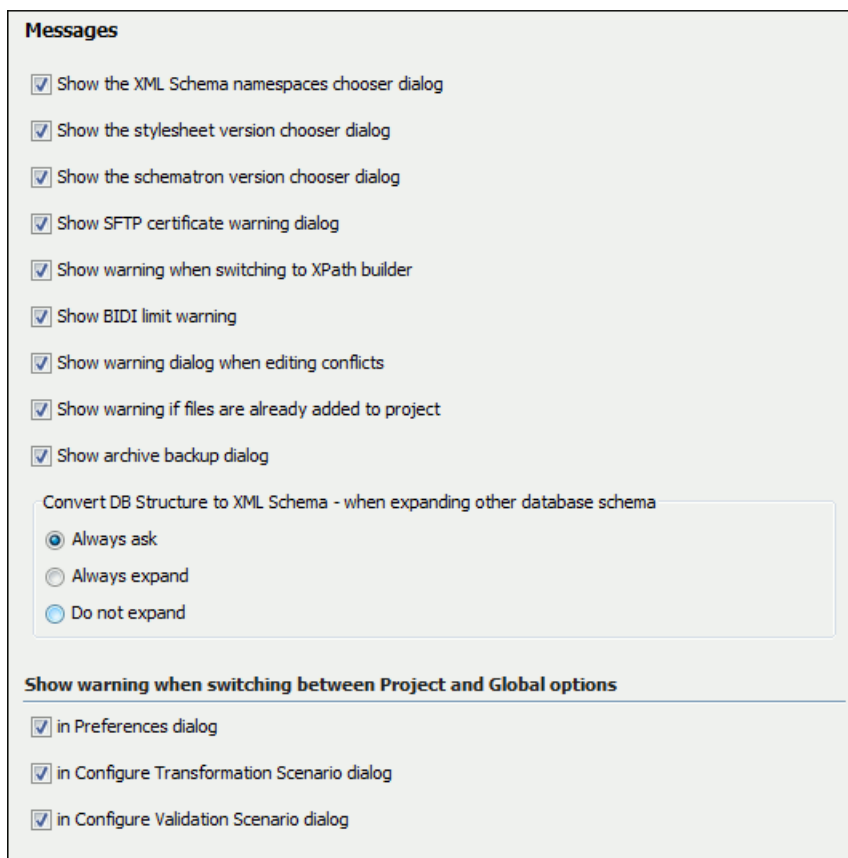 Messages
Show the XML Schema namespaces chooser dialog
Show the stylesheet version chooser dialog
Show the schematron version chooser dialog
Show SFTP certificate warning dialog
Show warning when switching to XPath builder
Show BIDI limit warning
Show warning dialog when editing conflicts
Show warning if files are already added to project
Show archive backup dialog
Convert DB Structure to XML Schema - when expanding other database schema
Always ask
Always expand
Do not expand
Show warning when switching between Project and Global options
in Preferences dialog
in Configure Transformation Scenario dialog
in Configure Validation Scenario dialog